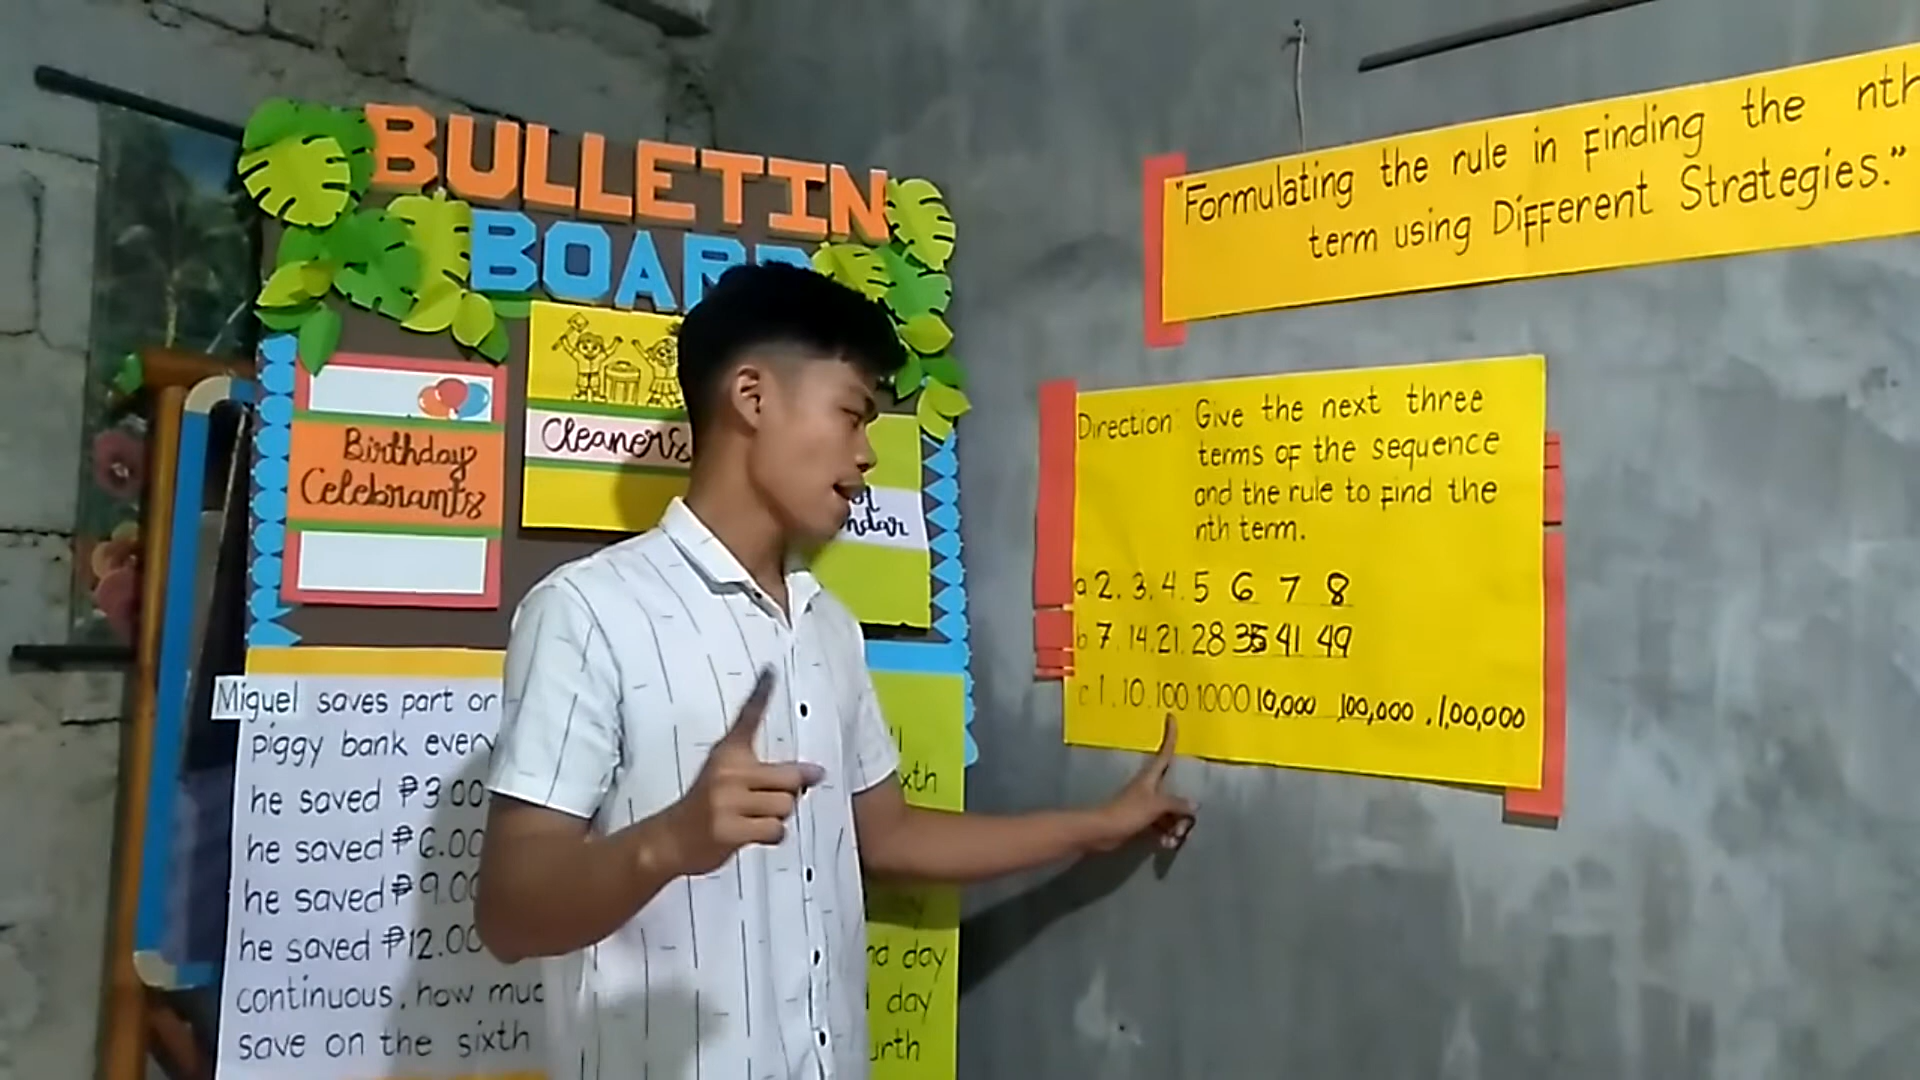 BULLETIN
BOARD
Birthday
Celebrants
Cleaners
of
ndar
Miguel saves part or
piggy bank every
he saved ₱3.00
he saved ₱6.00
he saved ₱9.00
he saved ₱12.00
continuous, how muc
save on the sixth
xth
day
day
urth
"Formulating the rule in Finding the nth
term using Different Strategies."
Direction: Give the next three
terms of the sequence
and the rule to find the
nth term.
a 2, 3, 4, 5 6 7 8
b 7, 14, 21, 28 35 41 49
c 1, 10, 100 1000 10,000 100,000 , 1,00,000